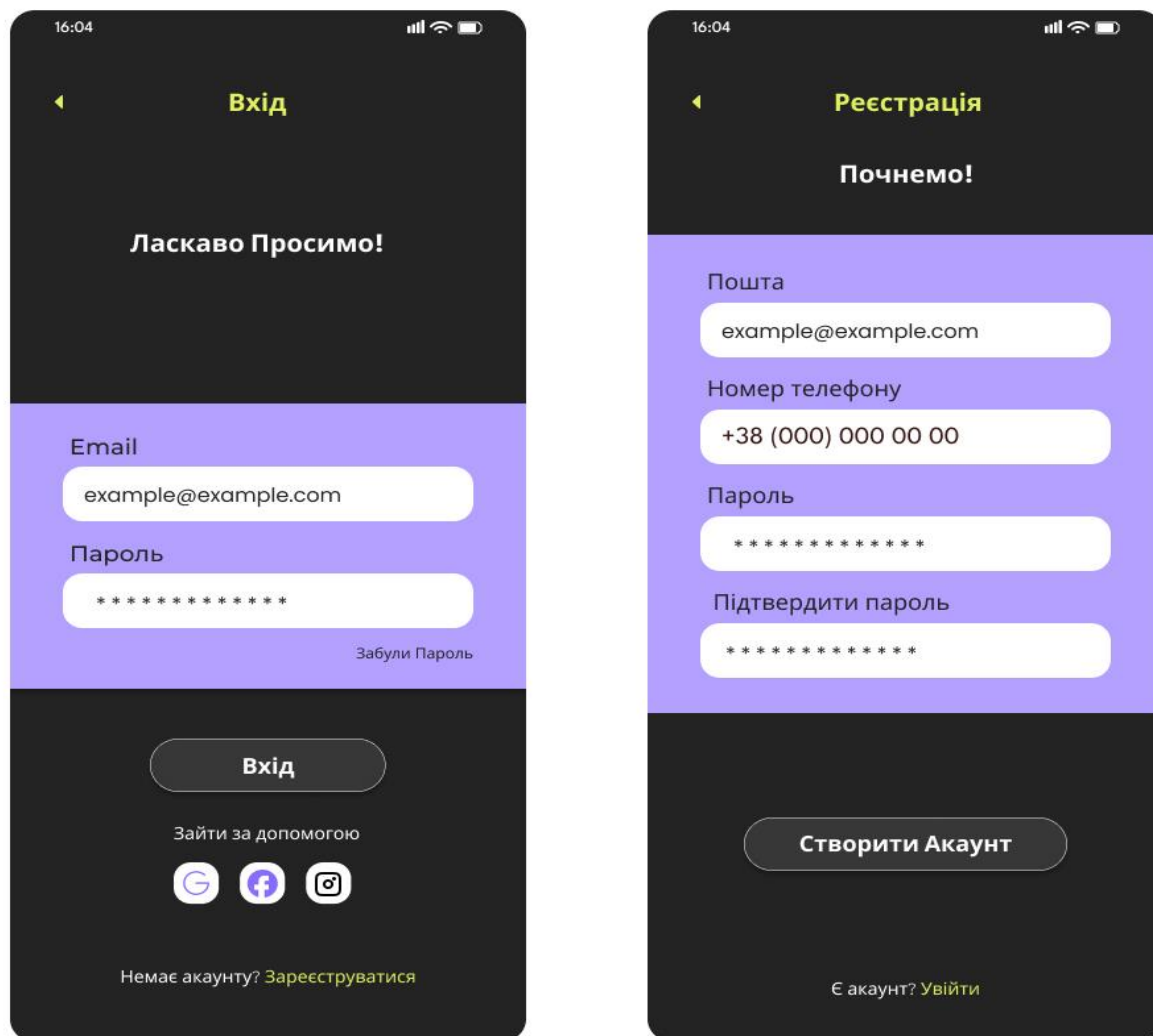 16:04
Вхід
Ласкаво Просимо!
Email
example@example.com
Пароль
*************
Забули Пароль
Вхід
Зайти за допомогою
Немає акаунту? Зареєструватися
16:04
Реєстрація
Почнемо!
Пошта
example@example.com
Номер телефону
+38 (000) 000 00 00
Пароль
*************
Підтвердити пароль
*************
Створити Акаунт
Є акаунт? Увійти